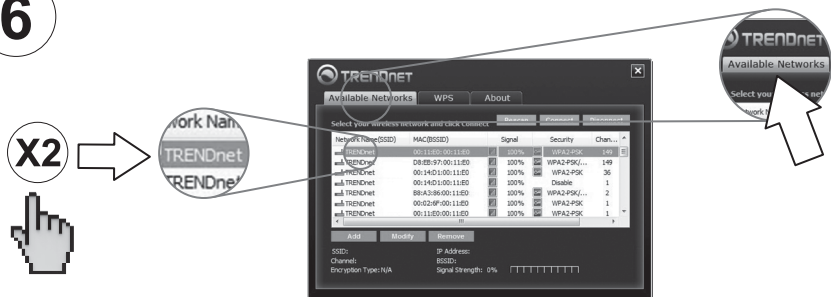 6
X2
work Nam
TRENDnet
TRENDnet
TRENDNET
Available Networks WPS About
Select your wireless network and click Connect Rescan Connect Disconnect
Network Name(SSID) MAC(BSSID) Signal Security Chan...
TRENDnet 00:11:E0:00:11:E0 100% WPA2-PSK 149
TRENDnet D8:EB:97:00:11:E0 100% WPA2-PSK/... 149
TRENDnet 00:14:D1:00:11:E0 100% WPA2-PSK 36
TRENDnet 00:14:D1:00:11:E0 100% Disable 1
TRENDnet B8:A3:86:00:11:E0 100% WPA2-PSK/... 2
TRENDnet 00:02:6F:00:11:E0 100% WPA2-PSK 1
TRENDnet 00:11:E0:00:11:E0 100% WPA2-PSK 1
Add Modify Remove
SSID: IP Address:
Channel: BSSID:
Encryption Type: N/A Signal Strength: 0%
TRENDNET
Available Networks
Select your